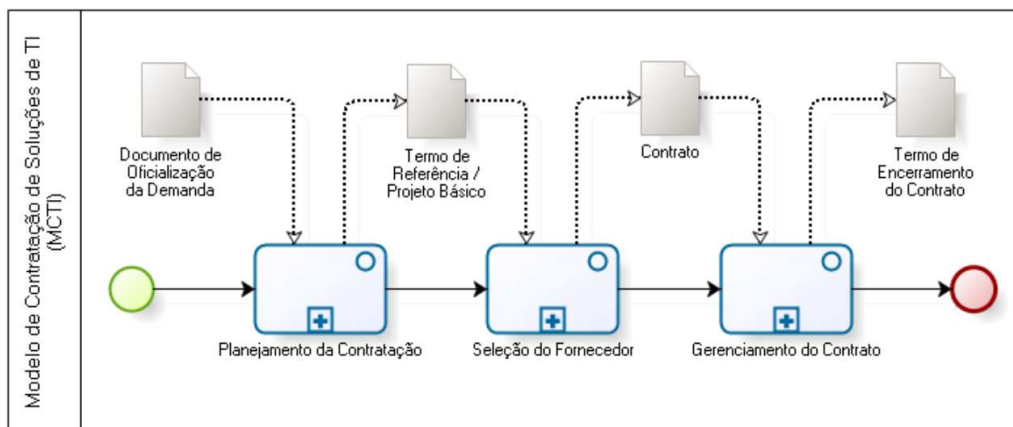 Modelo de Contratação de Soluções de TI
(MCTI)
Documento de
Oficialização
da Demanda
Termo de
Referência /
Projeto Básico
Contrato
Termo de
Encerramento
do Contrato
Planejamento da Contratação
Seleção do Fornecedor
Gerenciamento do Contrato